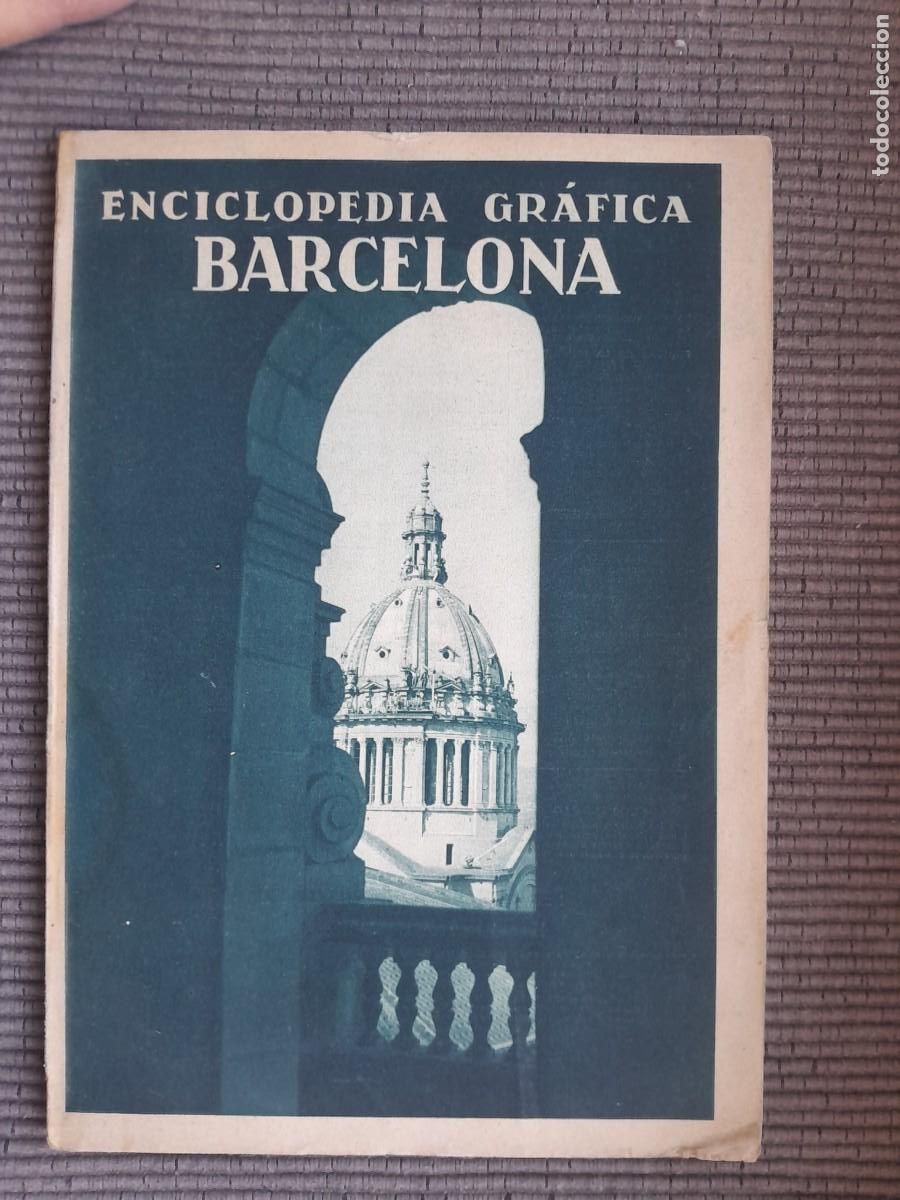 ENCICLOPEDIA GRÁFICA
BARCELONA
todocoleccion